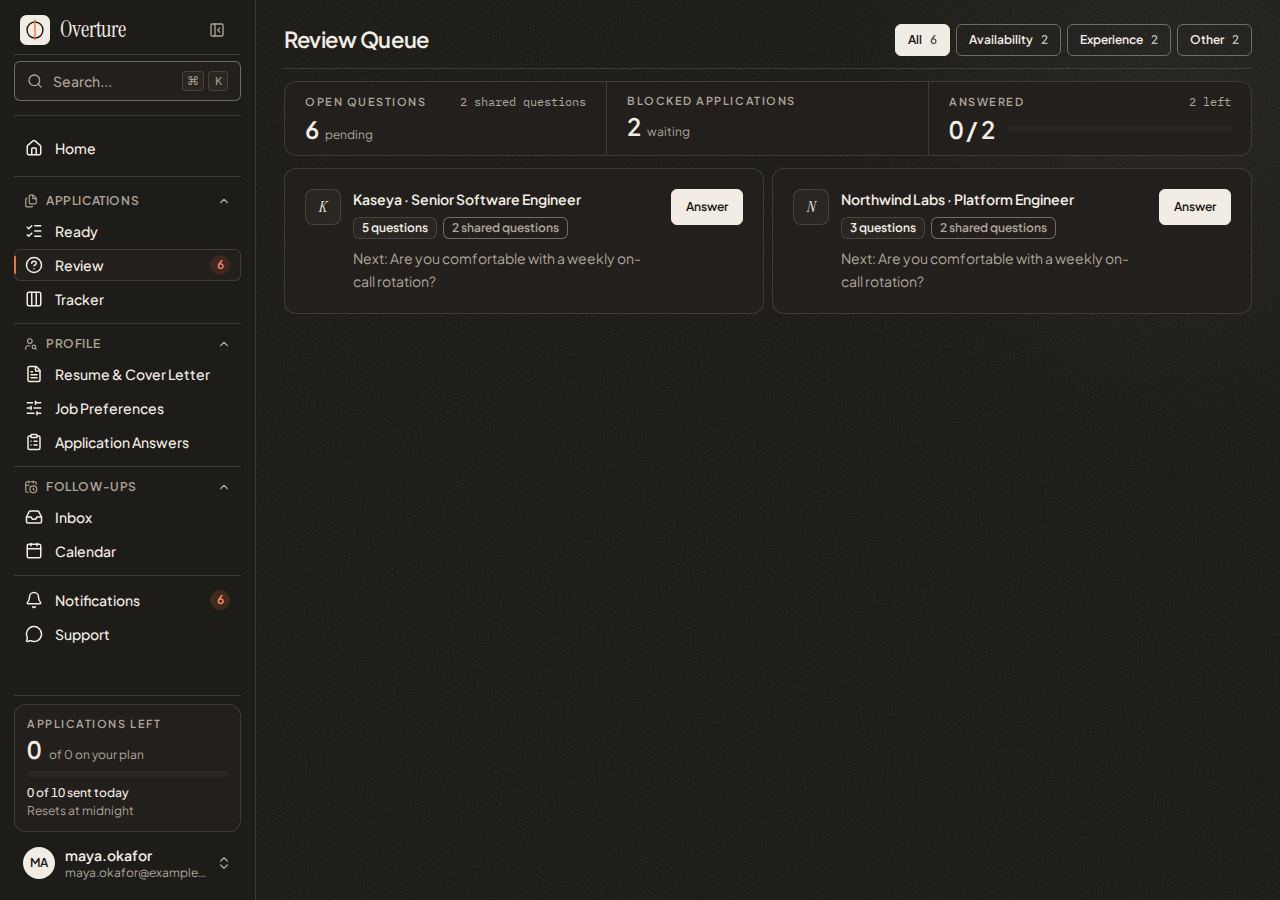 Overture
Search...
⌘ K
Home
APPLICATIONS
Ready
Review 6
Tracker
PROFILE
Resume & Cover Letter
Job Preferences
Application Answers
FOLLOW-UPS
Inbox
Calendar
Notifications 6
Support
APPLICATIONS LEFT
0 of 0 on your plan
0 of 10 sent today
Resets at midnight
MA
maya.okafor
maya.okafor@example...
Review Queue
All 6
Availability 2
Experience 2
Other 2
OPEN QUESTIONS 2 shared questions
6 pending
BLOCKED APPLICATIONS
2 waiting
ANSWERED 2 left
0/2
K
Kaseya · Senior Software Engineer
Answer
5 questions 2 shared questions
Next: Are you comfortable with a weekly on-
call rotation?
N
Northwind Labs · Platform Engineer
Answer
3 questions 2 shared questions
Next: Are you comfortable with a weekly on-
call rotation?